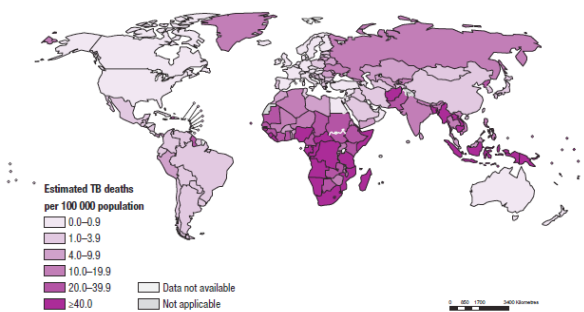 Estimated TB deaths
per 100 000 population
0.0–0.9
1.0–3.9
4.0–9.9
10.0–19.9
20.0–39.9
≥40.0
Data not available
Not applicable
0 850 1700 3400 Kilometres